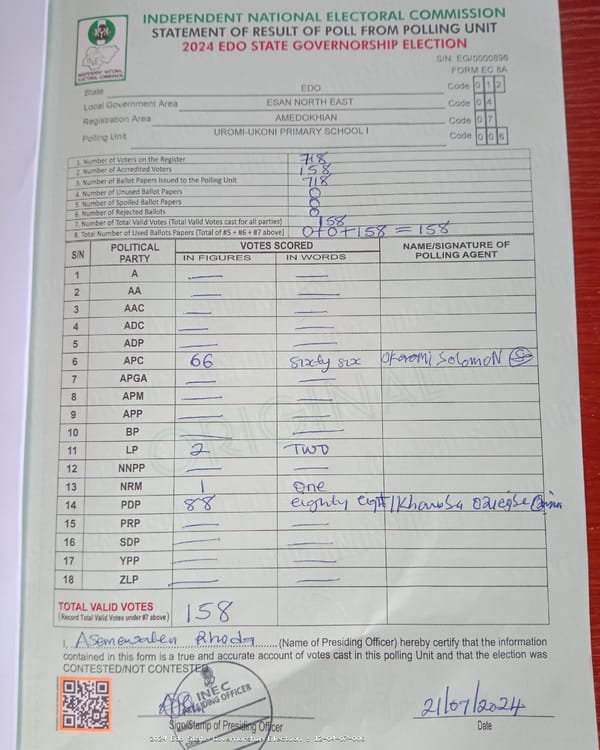 INDEPENDENT NATIONAL ELECTORAL COMMISSION
STATEMENT OF RESULT OF POLL FROM POLLING UNIT
2024 EDO STATE GOVERNORSHIP ELECTION
INEC
INDEPENDENT NATIONAL ELECTORAL COMMISSION
S/N: EG/0000896
FORM EC 8A
State EDO Code 0 1 2
Local Government Area ESAN NORTH EAST Code 0 4
Registration Area AMEDOKHIAN Code 0 7
Polling Unit UROMI-UKONI PRIMARY SCHOOL I Code 0 0 6
1. Number of Voters on the Register 718
2. Number of Accredited Voters 158
3. Number of Ballot Papers Issued to the Polling Unit 718
4. Number of Unused Ballot Papers 0
5. Number of Spoiled Ballot Papers 0
6. Number of Rejected Ballots 0
7. Number of Total Valid Votes (Total Valid Votes cast for all parties) 158
8. Total Number of Used Ballots Papers (Total of #5 + #6 + #7 above) 0+0+158 = 158
S/N POLITICAL PARTY VOTES SCORED NAME/SIGNATURE OF POLLING AGENT
IN FIGURES IN WORDS
1 A — —
2 AA — —
3 AAC — —
4 ADC — —
5 ADP — —
6 APC 66 Sixty six Okoromi Solomon
7 APGA — —
8 APM — —
9 APP — —
10 BP — —
11 LP 2 TWO
12 NNPP — —
13 NRM 1 One
14 PDP 88 eighty eight
15 PRP — —
16 SDP — —
17 YPP — —
18 ZLP — —
ORIGINAL
TOTAL VALID VOTES 158
(Record Total Valid Votes under #7 above)
I, Rhoda (Name of Presiding Officer) hereby certify that the information
contained in this form is a true and accurate account of votes cast in this polling Unit and that the election was
CONTESTED/NOT CONTESTED
INEC
PRESIDING OFFICER
21/07/2024
Sign/Stamp of Presiding Officer Date
2024 Edo State Governorship Election : 12-04-07-006